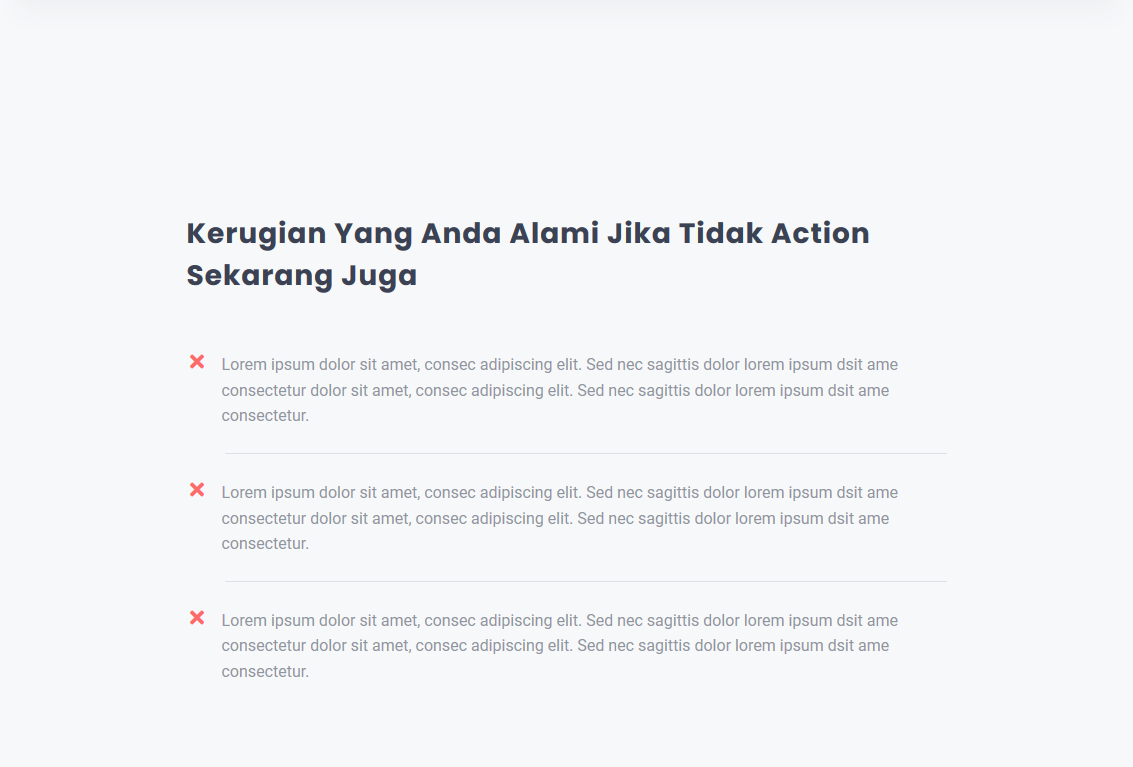 Kerugian Yang Anda Alami Jika Tidak Action
Sekarang Juga
Lorem ipsum dolor sit amet, consec adipiscing elit. Sed nec sagittis dolor lorem ipsum dsit ame
consectetur dolor sit amet, consec adipiscing elit. Sed nec sagittis dolor lorem ipsum dsit ame
consectetur.
Lorem ipsum dolor sit amet, consec adipiscing elit. Sed nec sagittis dolor lorem ipsum dsit ame
consectetur dolor sit amet, consec adipiscing elit. Sed nec sagittis dolor lorem ipsum dsit ame
consectetur.
Lorem ipsum dolor sit amet, consec adipiscing elit. Sed nec sagittis dolor lorem ipsum dsit ame
consectetur dolor sit amet, consec adipiscing elit. Sed nec sagittis dolor lorem ipsum dsit ame
consectetur.